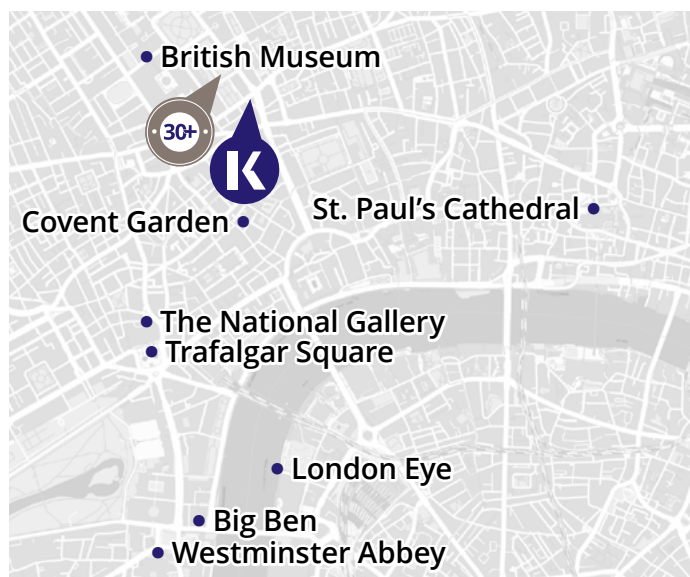 British Museum
30+
K
Covent Garden
St. Paul's Cathedral
The National Gallery
Trafalgar Square
London Eye
Big Ben
Westminster Abbey